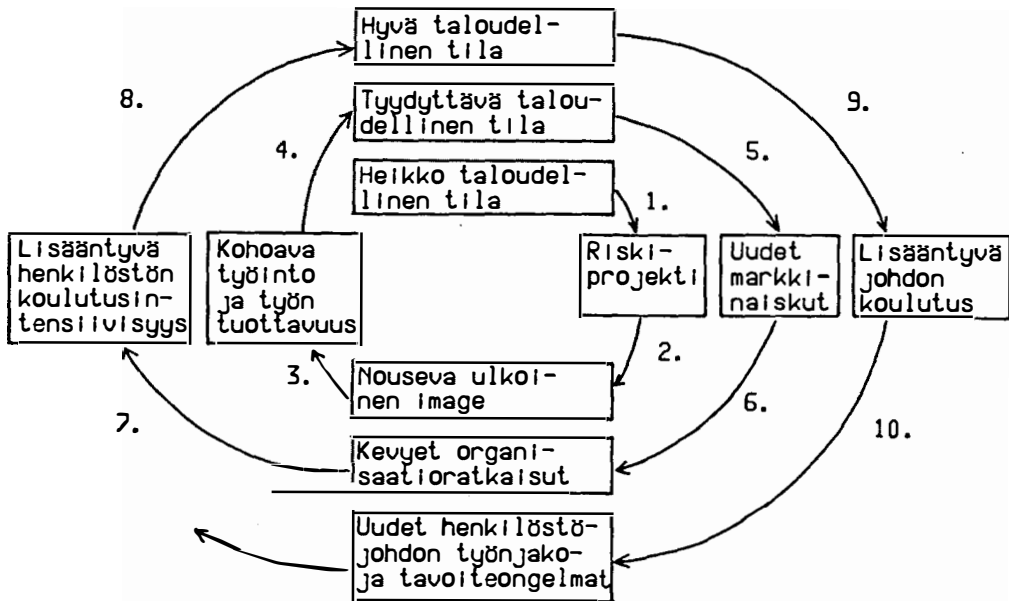 Hyvä taloudel-
linen tila
8.
9.
Tyydyttävä talou-
dellinen tila
4.
5.
Heikko taloudel-
linen tila
1.
Lisääntyvä
henkilöstön
koulutusin-
tensiivisyys
Kohoava
työinto
ja työn
tuottavuus
Riski-
projekti
Uudet
markki-
naiskut
Lisääntyvä
johdon
koulutus
2.
3.
Nouseva ulkoi-
nen image
6.
7.
10.
Kevyet organi-
saatioratkaisut
Uudet henkilöstö-
johdon työnjako-
ja tavoiteongelmat